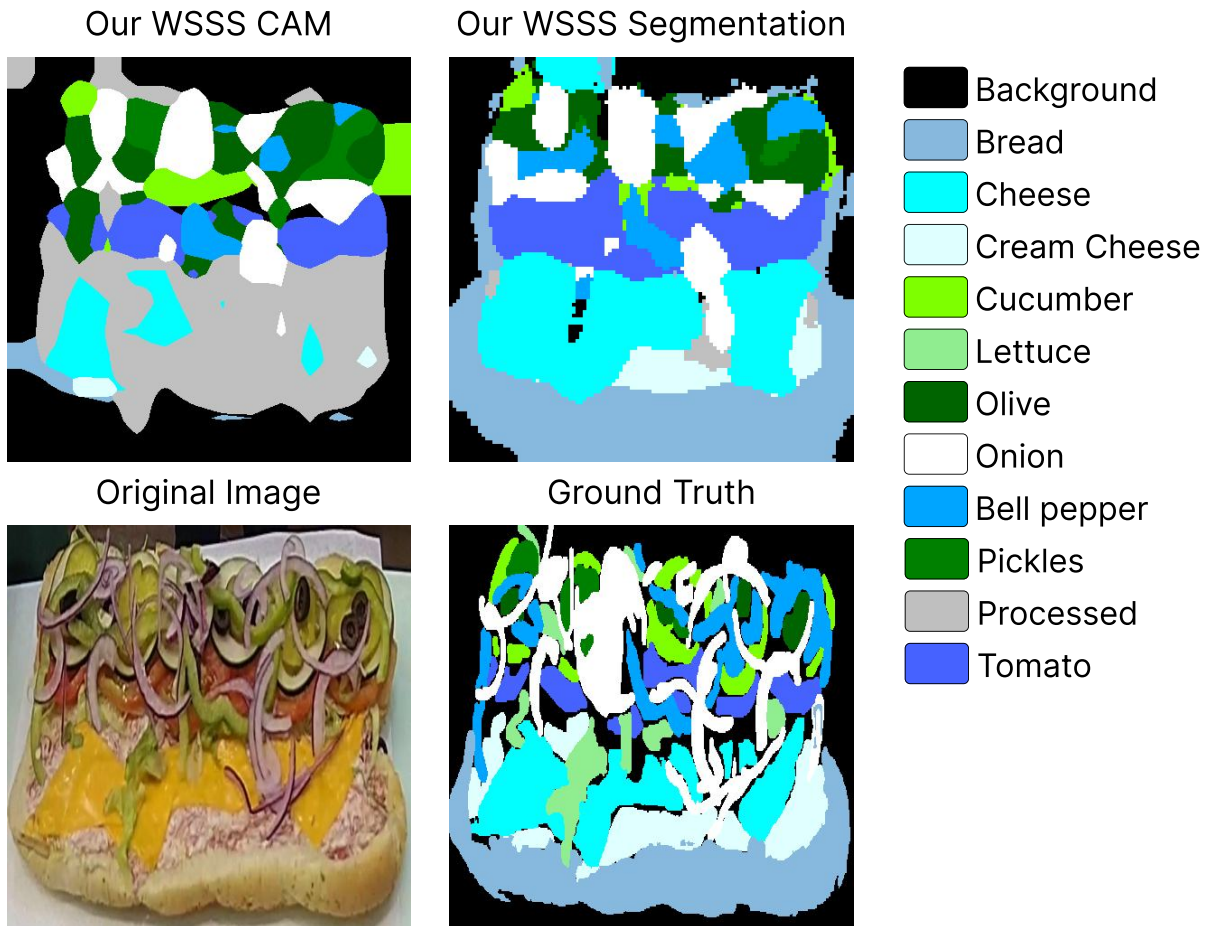 Our WSSS CAM
Our WSSS Segmentation
Original Image
Ground Truth
Background
Bread
Cheese
Cream Cheese
Cucumber
Lettuce
Olive
Onion
Bell pepper
Pickles
Processed
Tomato